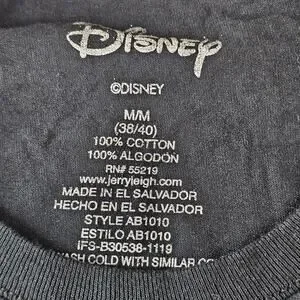 Disney
©DISNEY
M/M
(38/40)
100% COTTON
100% ALGODÓN
RN# 55219
www.jerryleigh.com
MADE IN EL SALVADOR
HECHO EN EL SALVADOR
STYLE AB1010
ESTILO AB1010
IFS-B30538-1119
WASH COLD WITH SIMILAR CO